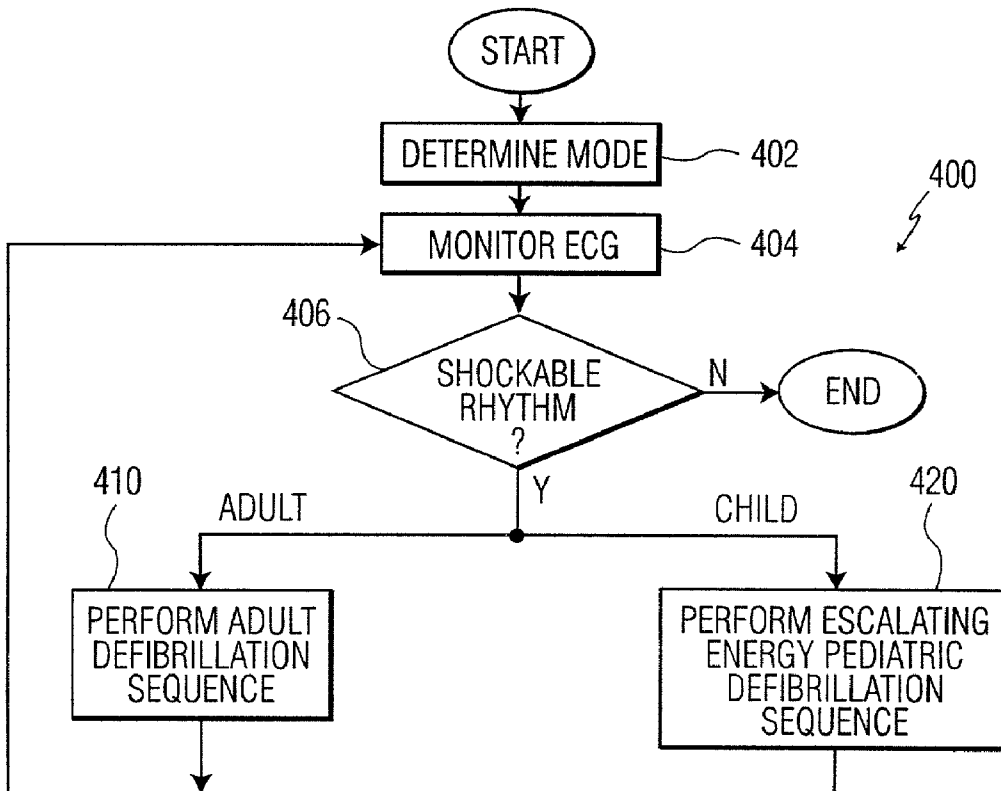 START
DETERMINE MODE
402
400
MONITOR ECG
404
406
SHOCKABLE
RHYTHM
?
N
END
Y
410
ADULT
CHILD
420
PERFORM ADULT
DEFIBRILLATION
SEQUENCE
PERFORM ESCALATING
ENERGY PEDIATRIC
DEFIBRILLATION
SEQUENCE